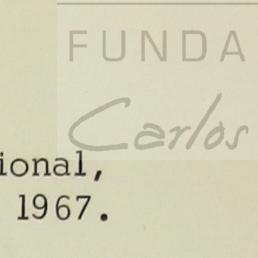 FUNDA
Carlos
ional,
1967.